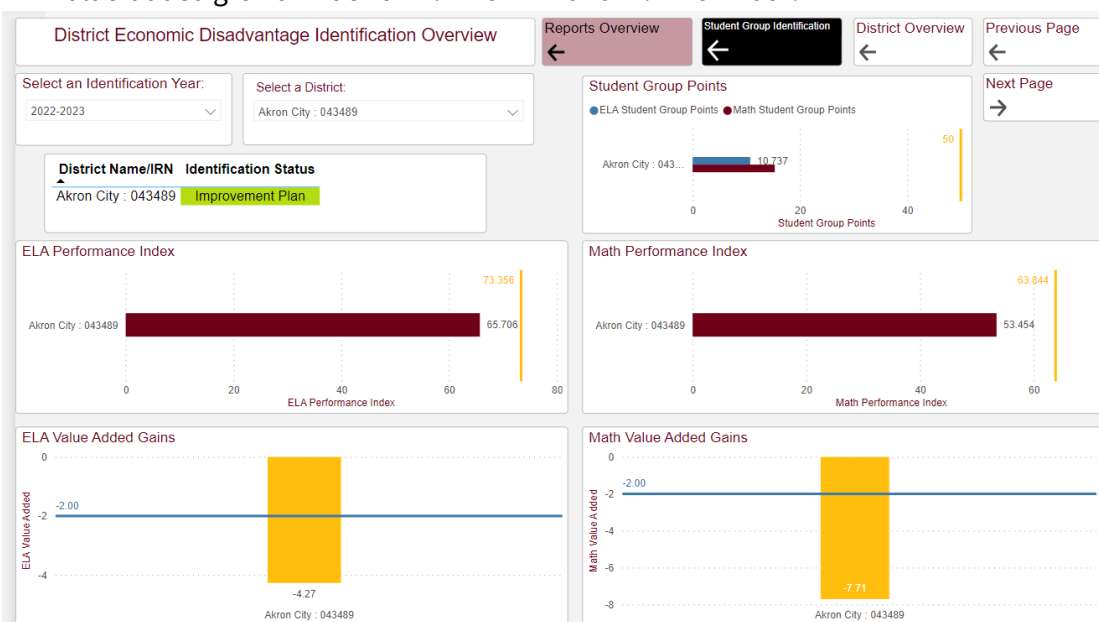 District Economic Disadvantage Identification Overview
Reports Overview
Student Group Identification
District Overview
Previous Page
Select an Identification Year:
2022-2023
Select a District:
Akron City : 043489
Student Group Points
ELA Student Group Points
Math Student Group Points
50
Akron City : 043...
10.737
0
20
40
Student Group Points
Next Page
District Name/IRN
Identification Status
Akron City : 043489
Improvement Plan
ELA Performance Index
73.356
Akron City : 043489
65.706
0
20
40
60
80
ELA Performance Index
Math Performance Index
63.844
Akron City : 043489
53.454
0
20
40
60
Math Performance Index
ELA Value Added Gains
0
-2.00
-2
-4
ELA Value Added
-4.27
Akron City : 043489
Math Value Added Gains
0
-2.00
-2
-4
-6
-8
Math Value Added
-7.71
Akron City : 043489